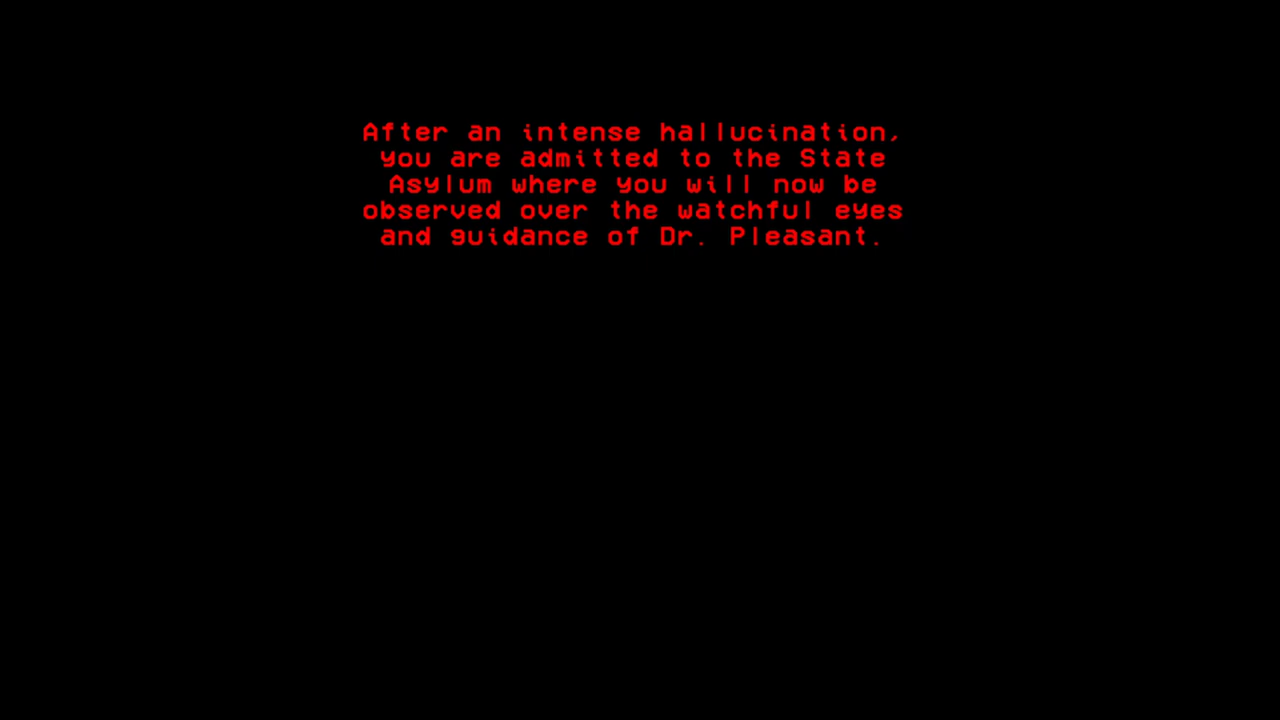 After an intense hallucination,
you are admitted to the State
Asylum where you will now be
observed over the watchful eyes
and guidance of Dr. Pleasant.